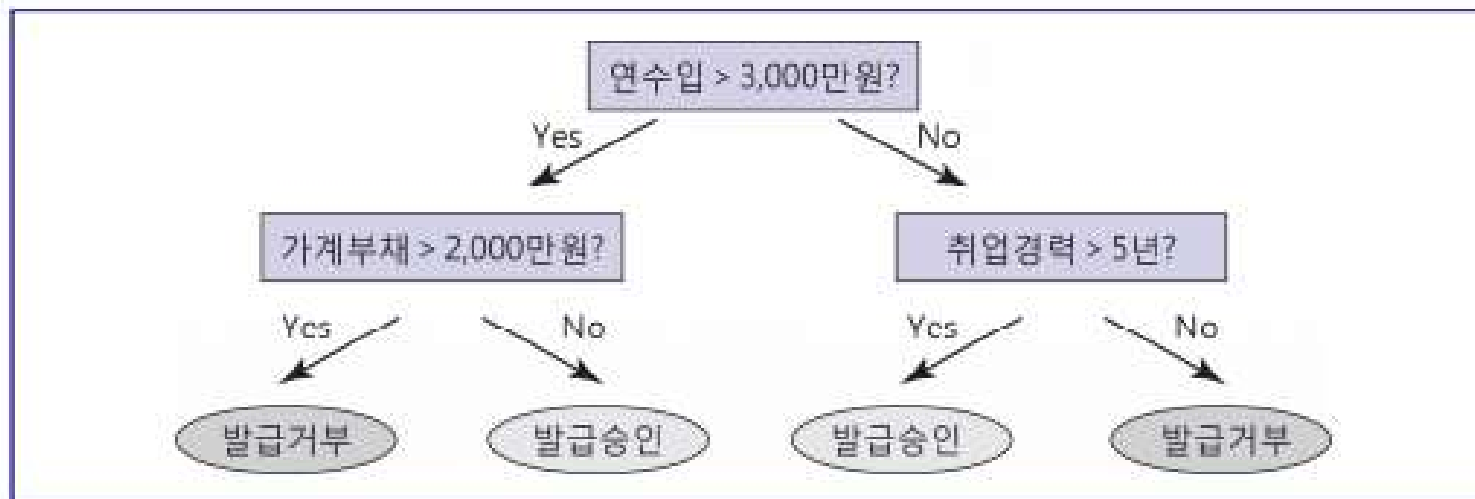 연수입 > 3,000만원?
Yes No
가계부채 > 2,000만원? 취업경력 > 5년?
Yes No Yes No
발급거부 발급승인 발급승인 발급거부